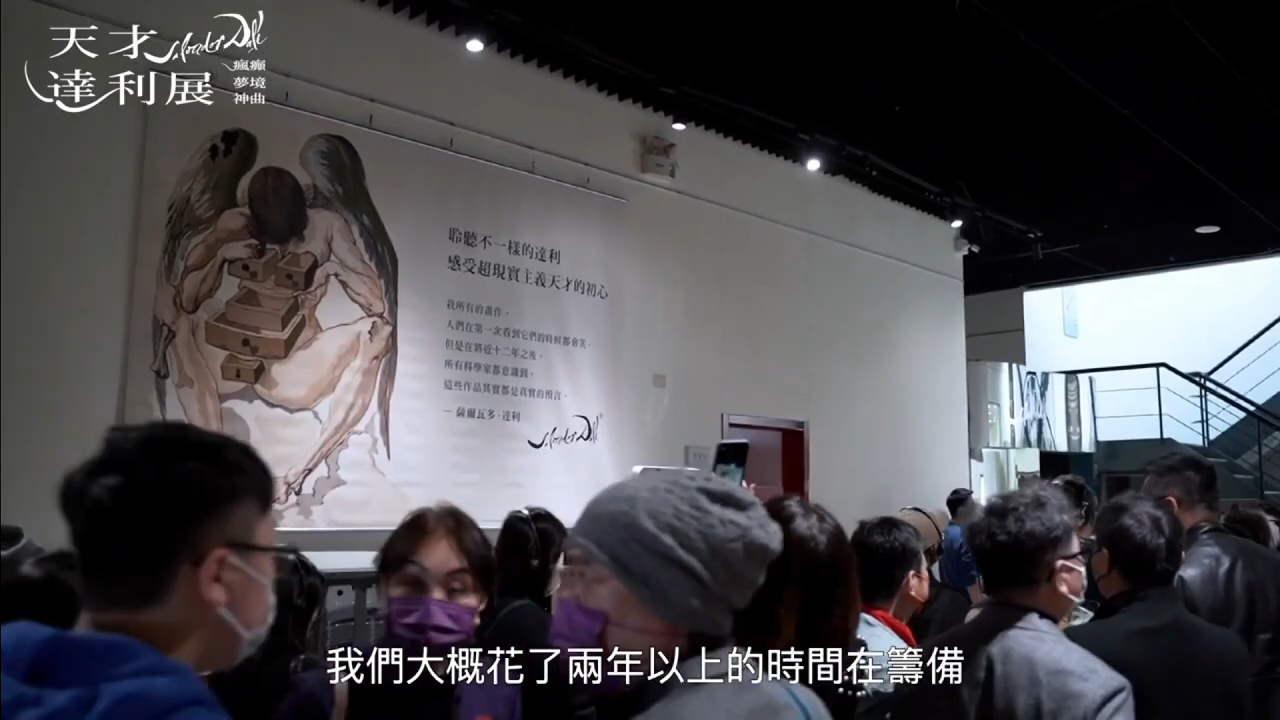 天才 Salvador Dalí
達利展
瘋癲
夢境
神曲
聆聽不一樣的達利
感受超現實主義天才的初心
我所有的畫作，
人們在第一次看到它們的時候都會笑，
但是在將近十二年之後，
所有科學家都意識到，
這些作品其實都是真實的預言。
— 薩爾瓦多·達利
Salvador Dalí
我們大概花了兩年以上的時間在籌備